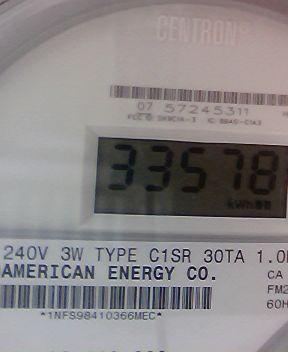 CENTRON
07 57245311
33578
kWh
240V 3W TYPE C1SR 30TA 1.0
AMERICAN ENERGY CO.
CA
FM2
60H
*1NFS98410366MEC*